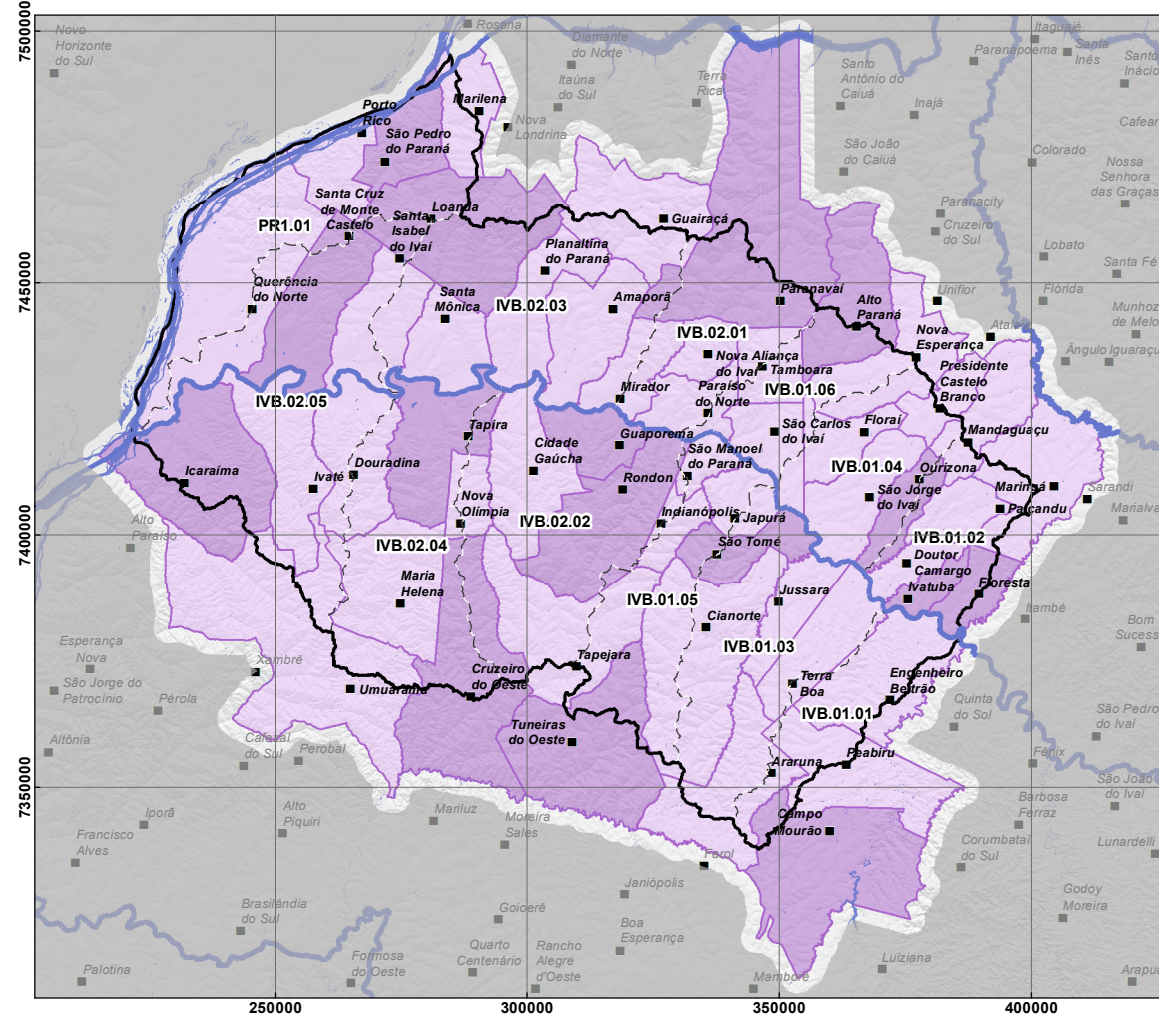 Novo
Horizonte
do Sul
Rosana
Diamante
do Norte
Itaúna
do Sul
Terra
Rica
Santo
Antônio do
Caiuá
Paranapoema
Itaguajé
Santa
Inês
Santo
Inácio
Inajá
Cafear
Nova
Londrina
Marilena
Porto
Rico
São Pedro
do Paraná
São João
do Caiuá
Colorado
Nossa
Senhora
das Graças
Santa Cruz
de Monte
Castelo
Santa
Isabel
do Ivaí
Loanda
Guairaçá
Paranacity
Cruzeiro
do Sul
PR1.01
Planaltina
do Paraná
Lobato
Santa Fé
Querência
do Norte
Santa
Mônica
IVB.02.03
Amaporã
Paranavaí
Alto
Paraná
Uniflor
Flórida
Munhoz
de Melo
IVB.02.01
Nova
Esperança
Ângulo
Iguaraçu
Nova Aliança
do Ivaí
Tamboara
Presidente
Castelo
Branco
Mirador
Paraíso
do Norte
IVB.01.06
IVB.02.05
Tapira
Cidade
Gaúcha
Guaporema
São Carlos
do Ivaí
Floraí
Mandaguaçu
São Manoel
do Paraná
Icaraíma
Ivaté
Douradina
Rondon
IVB.01.04
Ourizona
São Jorge
do Ivaí
Maringá
Sarandi
Paiçandu
Marialva
Nova
Olímpia
IVB.02.02
Indianópolis
Japurá
Alto
Paraíso
IVB.02.04
São Tomé
IVB.01.02
Doutor
Camargo
Ivatuba
Floresta
Maria
Helena
IVB.01.05
Jussara
Itambé
Cianorte
Bom
Sucess
Esperança
Nova
IVB.01.03
Xambrê
São Jorge do
Patrocínio
Pérola
Umuarama
Cruzeiro
do Oeste
Tapejara
Terra
Boa
Engenheiro
Beltrão
Quinta
do Sol
São Pedro
do Ivaí
IVB.01.01
Altônia
Cafezal
do Sul
Perobal
Tuneiras
do Oeste
Araruna
Peabiru
Fênix
São João
do Ivaí
Iporã
Alto
Piquiri
Mariluz
Moreira
Sales
Campo
Mourão
Barbosa
Ferraz
Francisco
Alves
Farol
Corumbataí
do Sul
Lunardelli
Janiópolis
Godoy
Moreira
Brasilândia
do Sul
Goioerê
Boa
Esperança
Palotina
Formosa
do Oeste
Quarto
Centenário
Rancho
Alegre
d'Oeste
Mamborê
Luiziana
Arapu
7500000
7450000
7400000
7350000
250000
300000
350000
400000